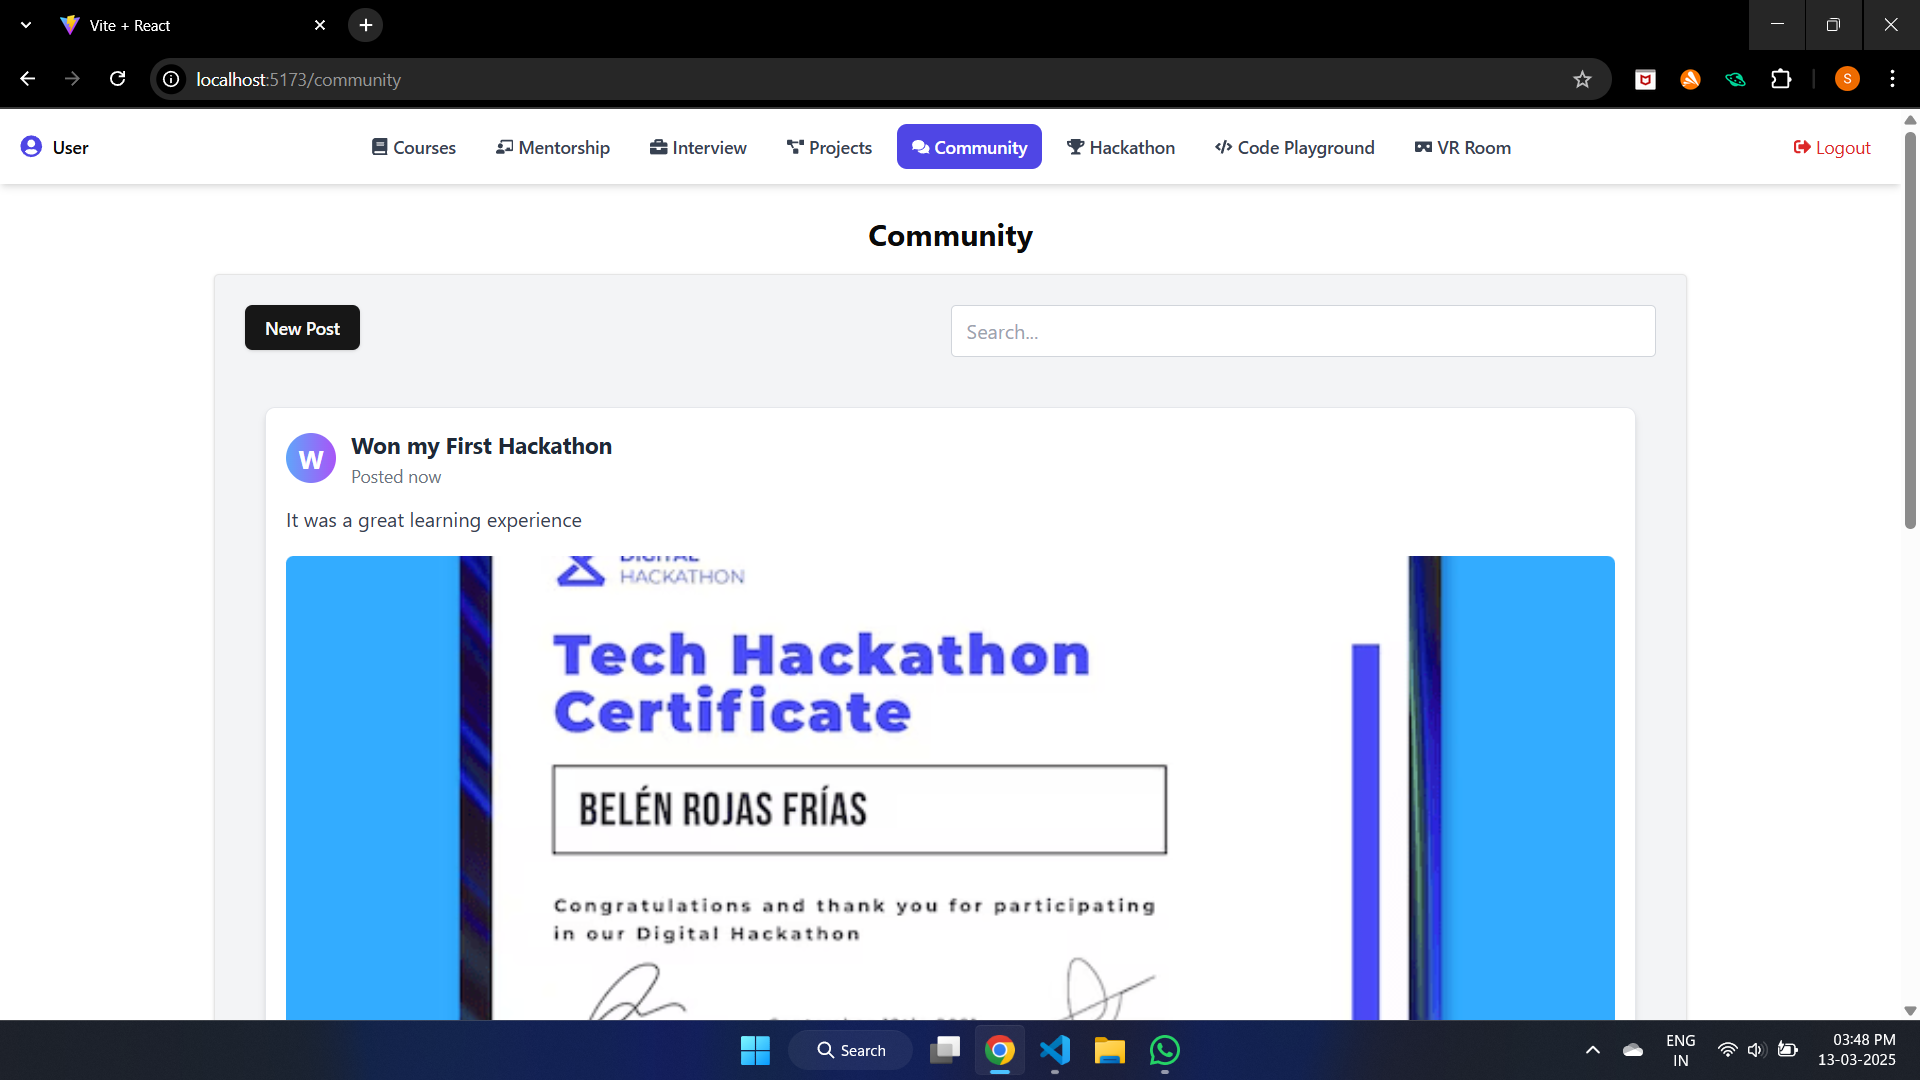 Vite + React
localhost:5173/community
S
User
Courses
Mentorship
Interview
Projects
Community
Hackathon
Code Playground
VR Room
Logout
Community
New Post
Search...
W
Won my First Hackathon
Posted now
It was a great learning experience
DIGITAL
HACKATHON
Tech Hackathon
Certificate
BELÉN ROJAS FRÍAS
Congratulations and thank you for participating
in our Digital Hackathon
Search
ENG
IN
03:48 PM
13-03-2025